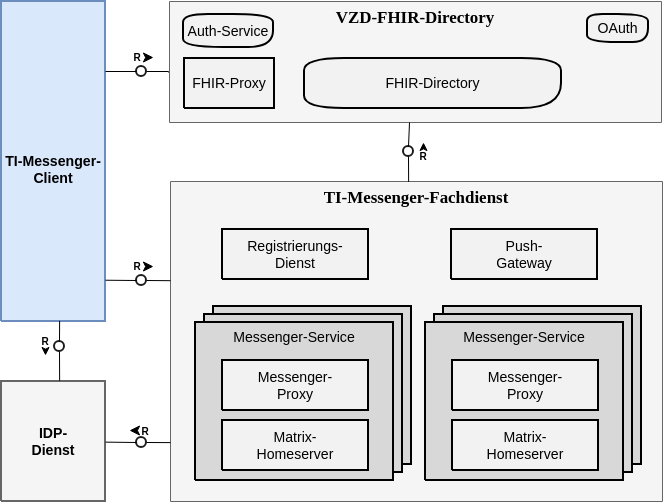 VZD-FHIR-Directory
Auth-Service
OAuth
FHIR-Proxy
FHIR-Directory
R
TI-Messenger-
Client
R
TI-Messenger-Fachdienst
Registrierungs-
Dienst
Push-
Gateway
R
Messenger-Service
Messenger-
Proxy
Matrix-
Homeserver
Messenger-Service
Messenger-
Proxy
Matrix-
Homeserver
R
IDP-
Dienst
R